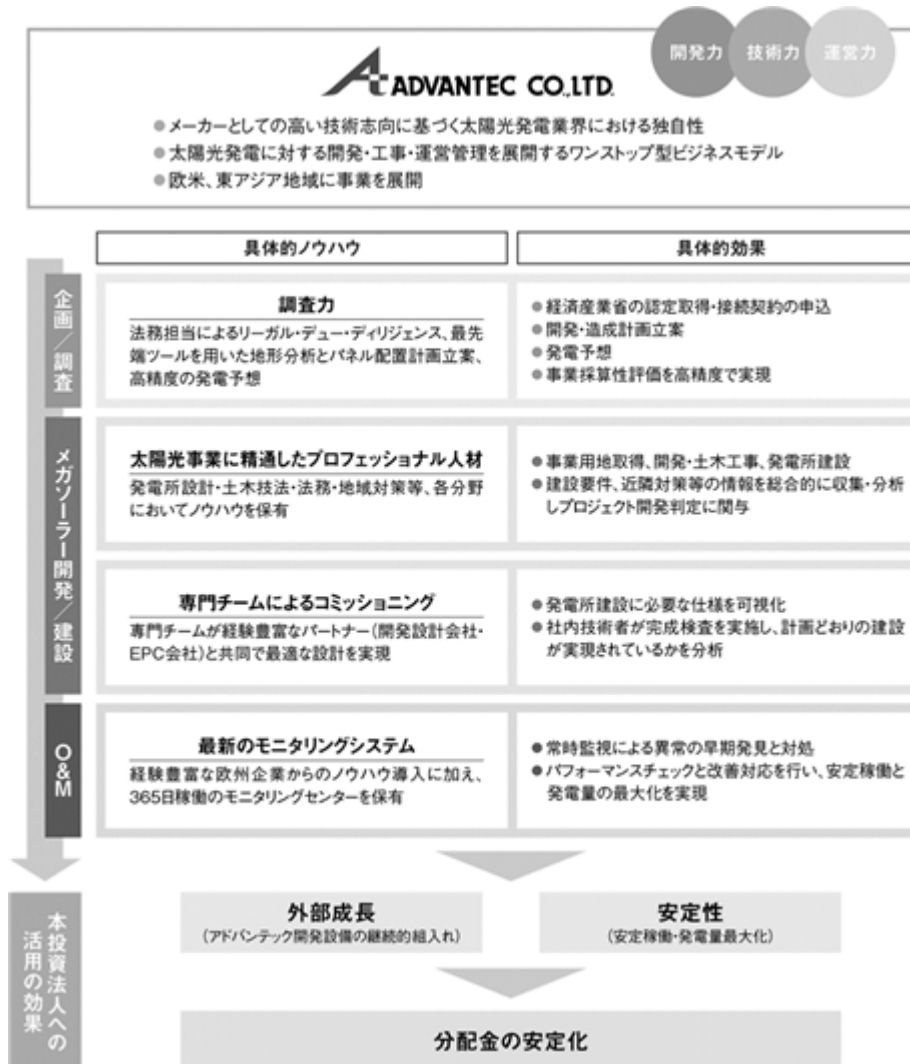 開発力
技術力
運営力
ADVANTEC CO.,LTD.
●メーカーとしての高い技術志向に基づく太陽光発電業界における独自性
●太陽光発電に対する開発・工事・運営管理を展開するワンストップ型ビジネスモデル
●欧米、東アジア地域に事業を展開
具体的ノウハウ
具体的効果
企画／調査
調査力
法務担当によるリーガル・デュー・ディリジェンス、最先
端ツールを用いた地形分析とパネル配置計画立案、
高精度の発電予想
●経済産業省の認定取得・接続契約の申込
●開発・造成計画立案
●発電予想
●事業採算性評価を高精度で実現
メガソーラー開発／建設
太陽光事業に精通したプロフェッショナル人材
発電所設計・土木技法・法務・地域対策等、各分野
においてノウハウを保有
●事業用地取得、開発・土木工事、発電所建設
●建設要件、近隣対策等の情報を総合的に収集・分析
しプロジェクト開発判定に関与
専門チームによるコミッショニング
専門チームが経験豊富なパートナー（開発設計会社・
EPC会社）と共同で最適な設計を実現
●発電所建設に必要な仕様を可視化
●社内技術者が完成検査を実施し、計画どおりの建設
が実現されているかを分析
O&M
最新のモニタリングシステム
経験豊富な欧州企業からのノウハウ導入に加え、
365日稼働のモニタリングセンターを保有
●常時監視による異常の早期発見と対処
●パフォーマンスチェックと改善対応を行い、安定稼働と
発電量の最大化を実現
本投資法人への
活用の効果
外部成長
（アドバンテック開発設備の継続的組入れ）
安定性
（安定稼働・発電量最大化）
分配金の安定化